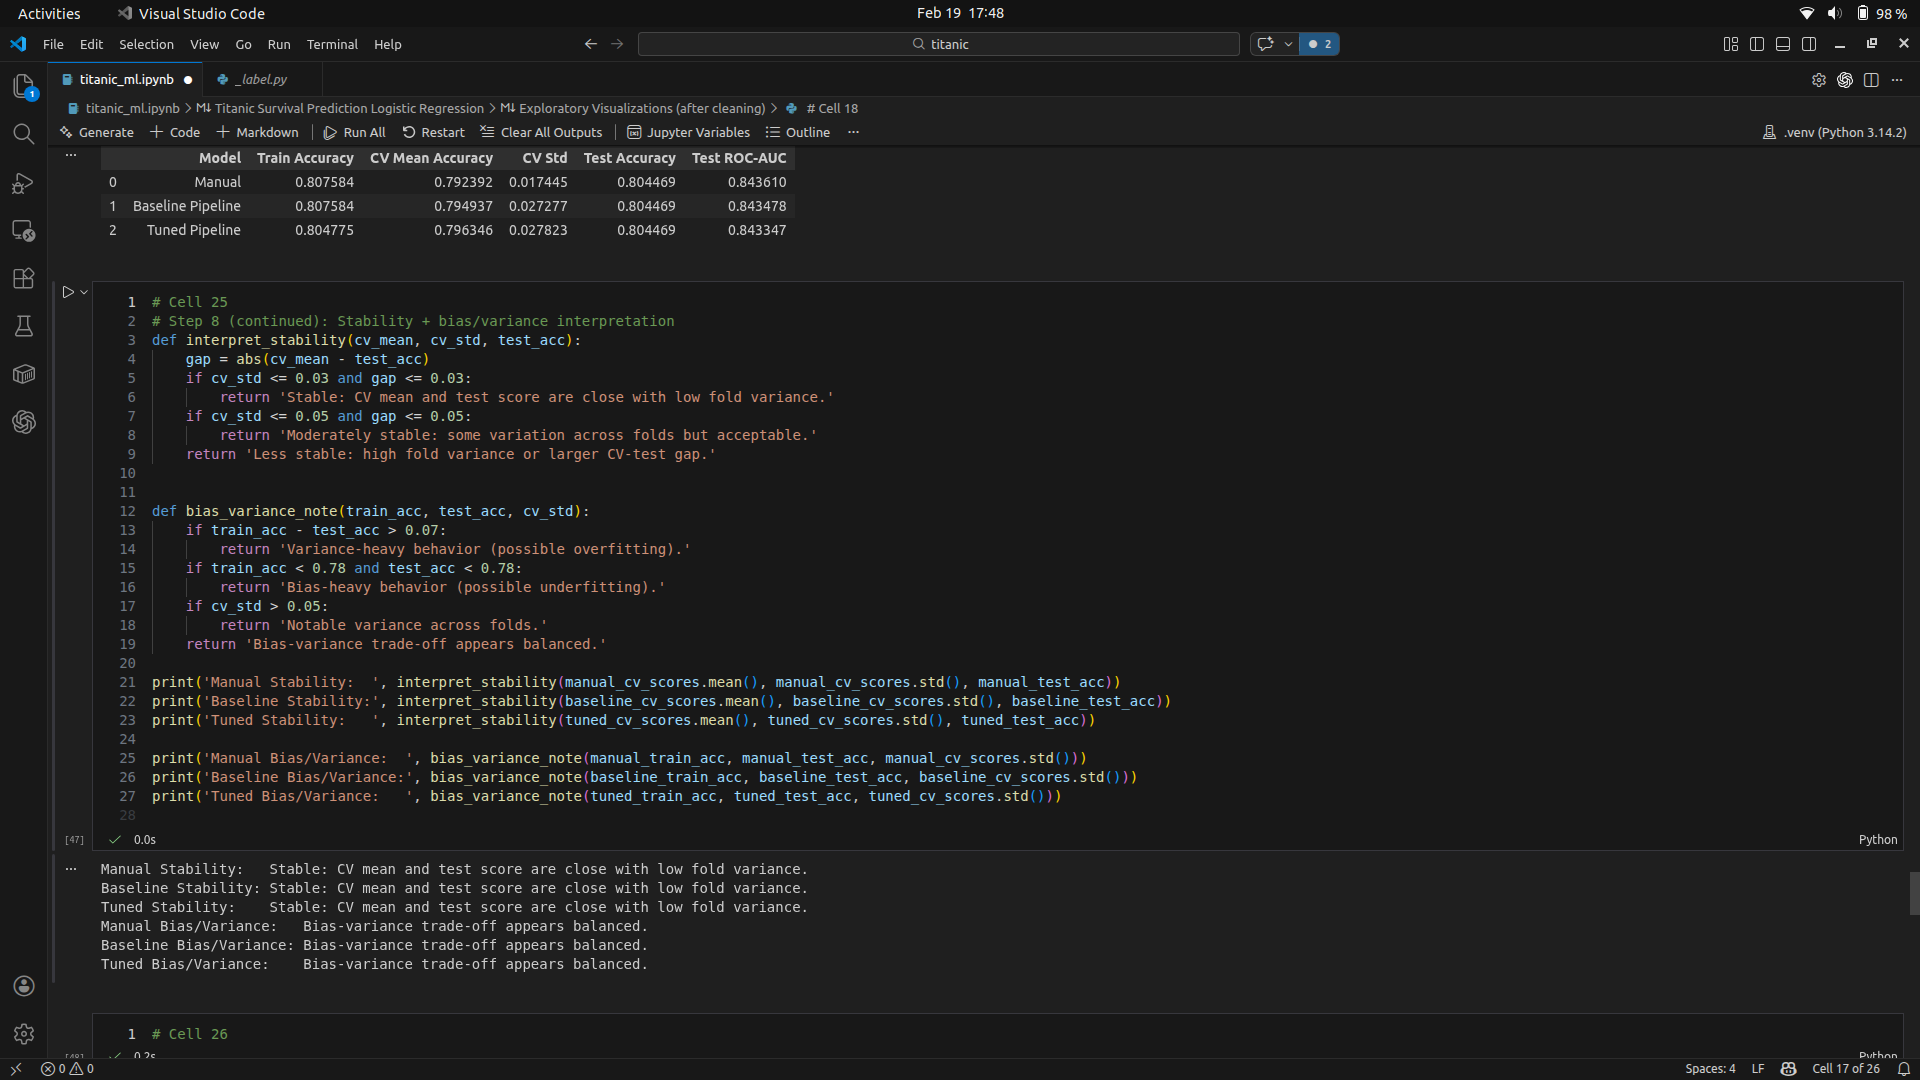 Activities Visual Studio Code Feb 19 17:48 98 %
File Edit Selection View Go Run Terminal Help titanic 2
titanic_ml.ipynb _label.py
1
titanic_ml.ipynb > M↓ Titanic Survival Prediction Logistic Regression > M↓ Exploratory Visualizations (after cleaning) > # Cell 18
Generate + Code + Markdown Run All Restart Clear All Outputs Jupyter Variables Outline ... .venv (Python 3.14.2)
Model Train Accuracy CV Mean Accuracy CV Std Test Accuracy Test ROC-AUC
0 Manual 0.807584 0.792392 0.017445 0.804469 0.843610
1 Baseline Pipeline 0.807584 0.794937 0.027277 0.804469 0.843478
2 Tuned Pipeline 0.804775 0.796346 0.027823 0.804469 0.843347
1 # Cell 25
2 # Step 8 (continued): Stability + bias/variance interpretation
3 def interpret_stability(cv_mean, cv_std, test_acc):
4     gap = abs(cv_mean - test_acc)
5     if cv_std <= 0.03 and gap <= 0.03:
6         return 'Stable: CV mean and test score are close with low fold variance.'
7     if cv_std <= 0.05 and gap <= 0.05:
8         return 'Moderately stable: some variation across folds but acceptable.'
9     return 'Less stable: high fold variance or larger CV-test gap.'
10
11
12 def bias_variance_note(train_acc, test_acc, cv_std):
13     if train_acc - test_acc > 0.07:
14         return 'Variance-heavy behavior (possible overfitting).'
15     if train_acc < 0.78 and test_acc < 0.78:
16         return 'Bias-heavy behavior (possible underfitting).'
17     if cv_std > 0.05:
18         return 'Notable variance across folds.'
19     return 'Bias-variance trade-off appears balanced.'
20
21 print('Manual Stability:  ', interpret_stability(manual_cv_scores.mean(), manual_cv_scores.std(), manual_test_acc))
22 print('Baseline Stability:', interpret_stability(baseline_cv_scores.mean(), baseline_cv_scores.std(), baseline_test_acc))
23 print('Tuned Stability:   ', interpret_stability(tuned_cv_scores.mean(), tuned_cv_scores.std(), tuned_test_acc))
24
25 print('Manual Bias/Variance:  ', bias_variance_note(manual_train_acc, manual_test_acc, manual_cv_scores.std()))
26 print('Baseline Bias/Variance:', bias_variance_note(baseline_train_acc, baseline_test_acc, baseline_cv_scores.std()))
27 print('Tuned Bias/Variance:   ', bias_variance_note(tuned_train_acc, tuned_test_acc, tuned_cv_scores.std()))
28
[47] 0.0s Python
Manual Stability:   Stable: CV mean and test score are close with low fold variance.
Baseline Stability: Stable: CV mean and test score are close with low fold variance.
Tuned Stability:    Stable: CV mean and test score are close with low fold variance.
Manual Bias/Variance:   Bias-variance trade-off appears balanced.
Baseline Bias/Variance: Bias-variance trade-off appears balanced.
Tuned Bias/Variance:    Bias-variance trade-off appears balanced.
1 # Cell 26
[48] 0.2s Python
0 0 Spaces: 4 LF Cell 17 of 26